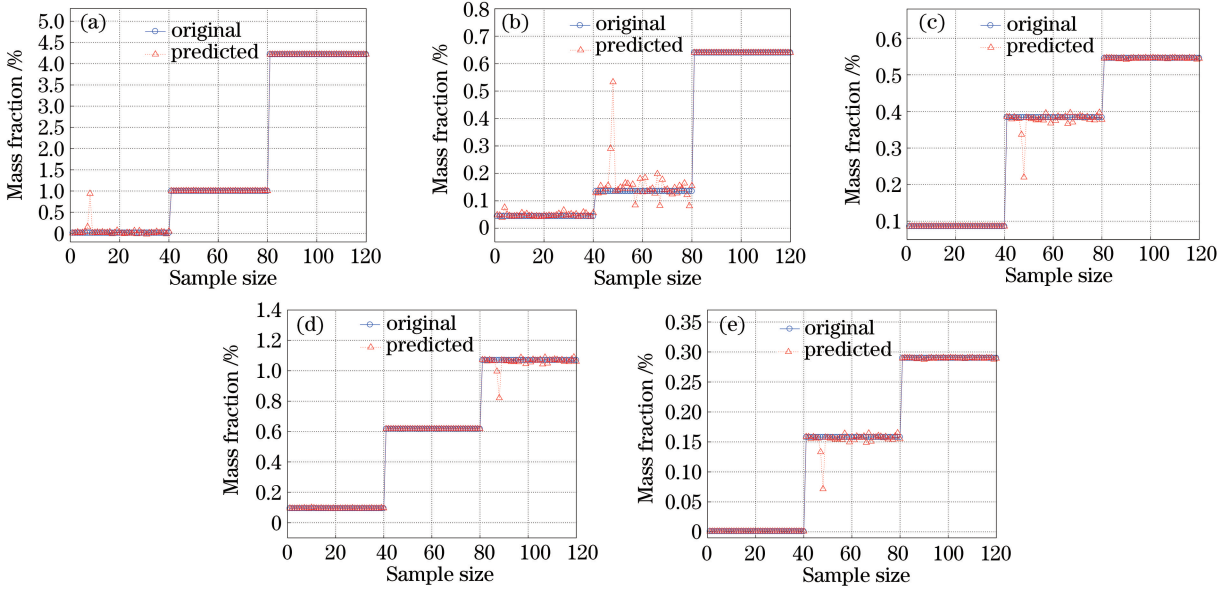 (a)
original
predicted
Mass fraction /%
5.0
4.5
4.0
3.5
3.0
2.5
2.0
1.5
1.0
0.5
0
0 20 40 60 80 100 120
Sample size
(b)
original
predicted
Mass fraction /%
0.8
0.7
0.6
0.5
0.4
0.3
0.2
0.1
0
-0.1
0 20 40 60 80 100 120
Sample size
(c)
original
predicted
Mass fraction /%
0.6
0.5
0.4
0.3
0.2
0.1
0 20 40 60 80 100 120
Sample size
(d)
original
predicted
Mass fraction /%
1.4
1.2
1.0
0.8
0.6
0.4
0.2
0
0 20 40 60 80 100 120
Sample size
(e)
original
predicted
Mass fraction /%
0.35
0.30
0.25
0.20
0.15
0.10
0.05
0
0 20 40 60 80 100 120
Sample size